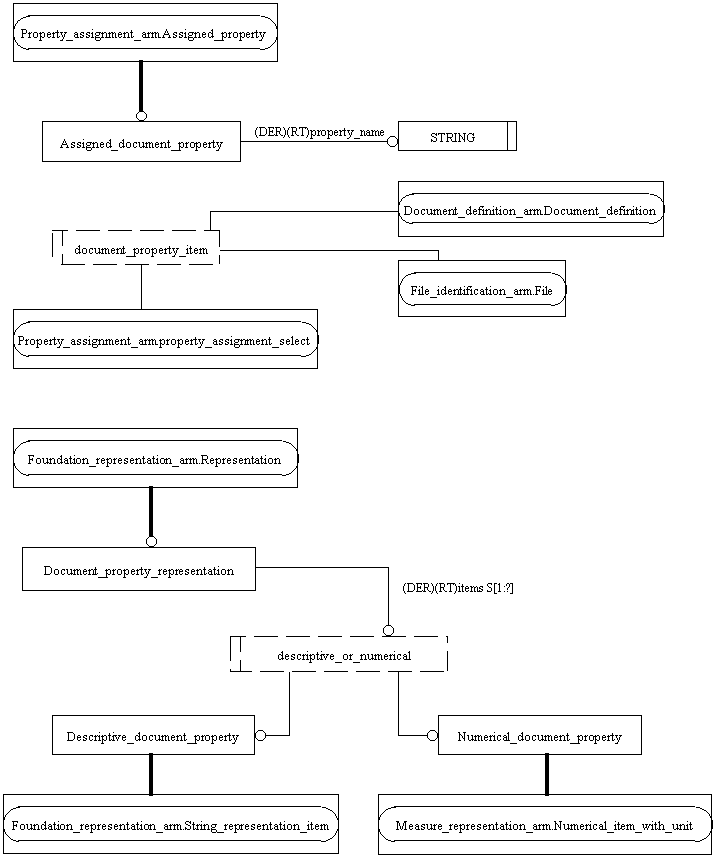 Property_assignment_arm.Assigned_property
Assigned_document_property
(DER)(RT)property_name
STRING
Document_definition_arm.Document_definition
document_property_item
File_identification_arm.File
Property_assignment_arm.property_assignment_select
Foundation_representation_arm.Representation
Document_property_representation
(DER)(RT)items S[1:?]
descriptive_or_numerical
Descriptive_document_property
Numerical_document_property
Foundation_representation_arm.String_representation_item
Measure_representation_arm.Numerical_item_with_unit